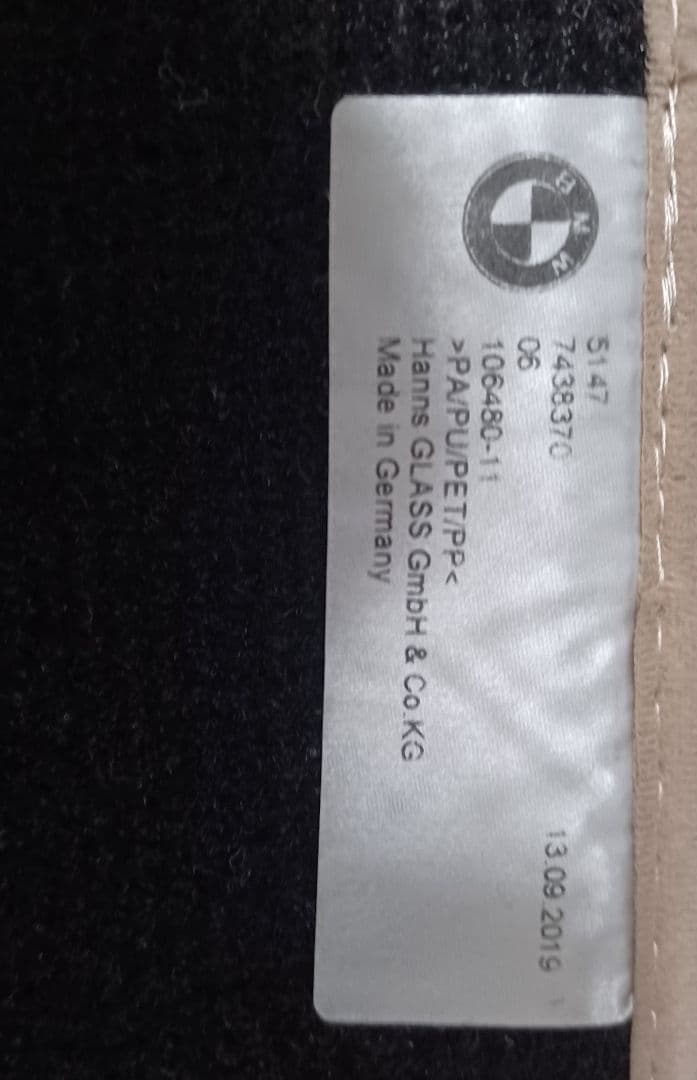 BMW
5147
7438370
06
106480-11
>PA/PU/PET/PP<
Hanns GLASS GmbH & Co.KG
Made in Germany
13.09.2019